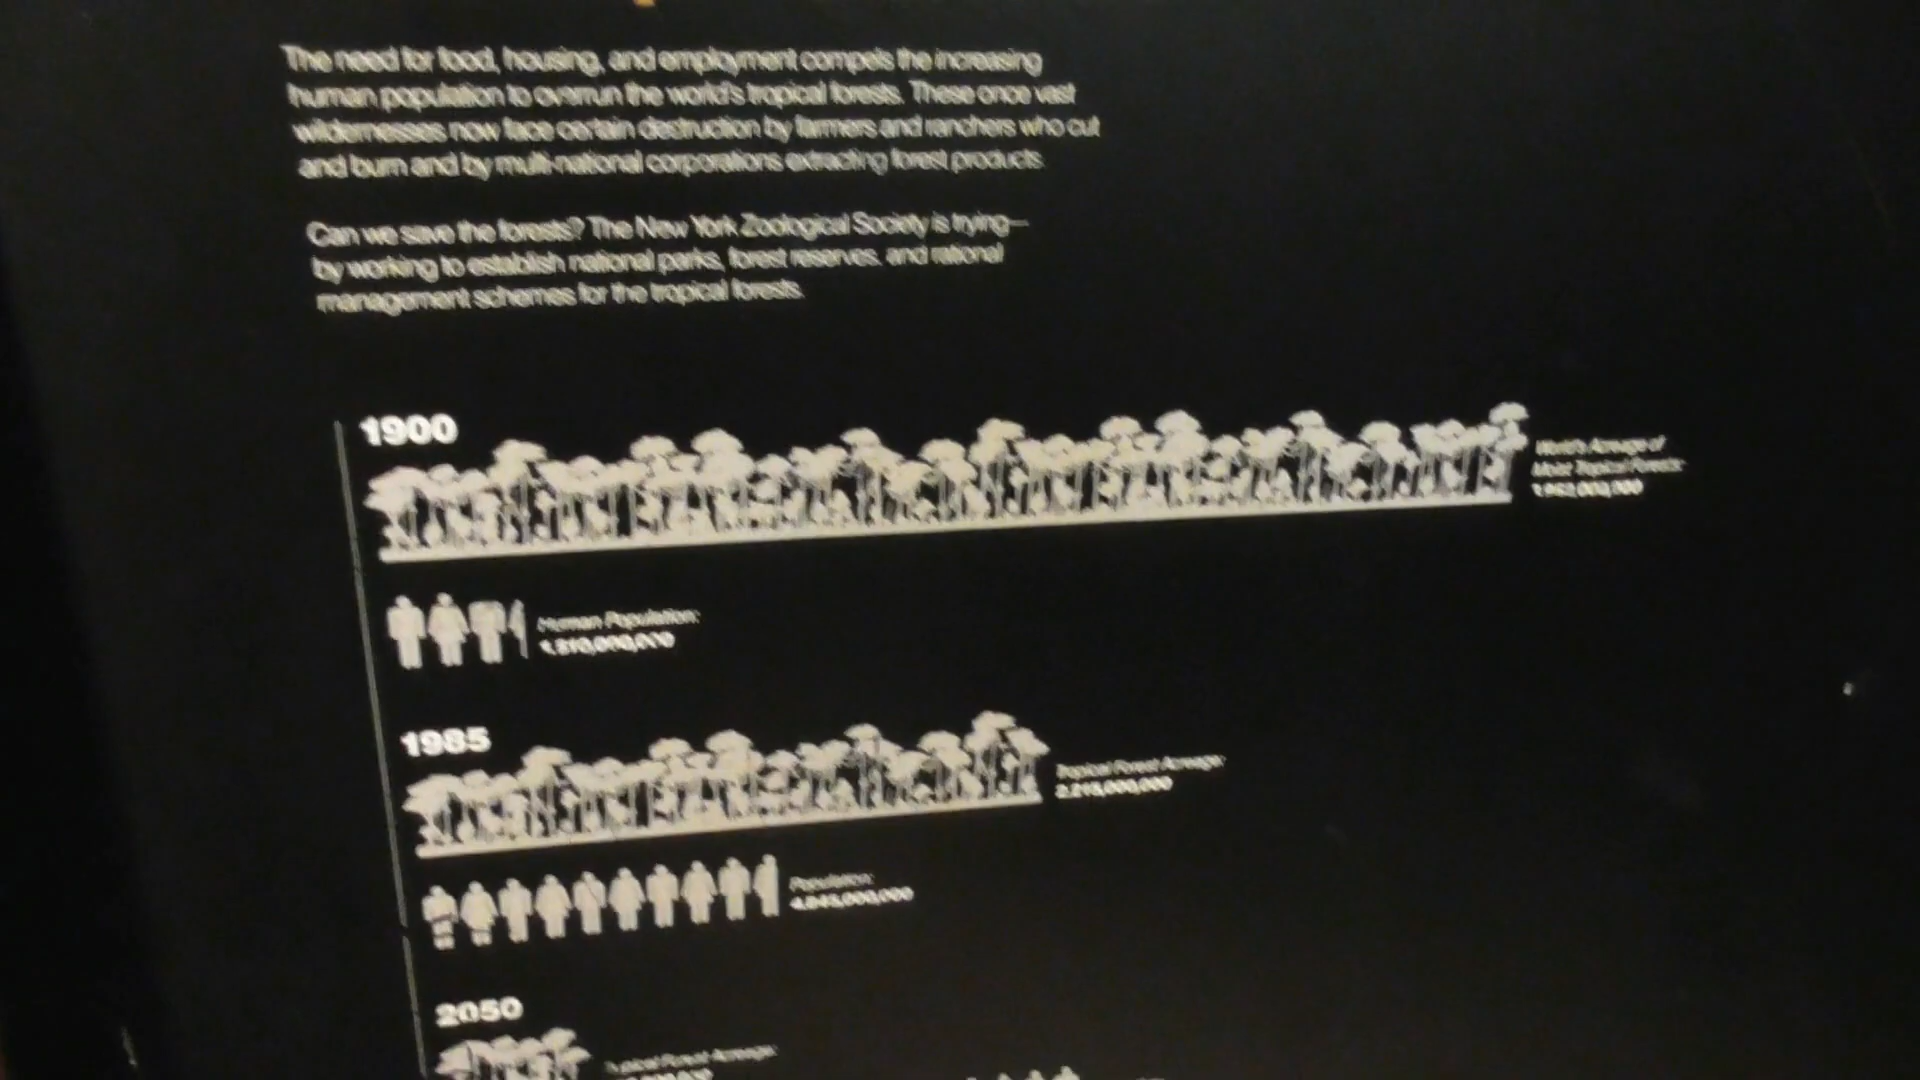 The need for food, housing, and employment compels the increasing
human population to overrun the world's tropical forests. These once vast
wildernesses now face certain destruction by farmers and ranchers who cut
and burn and by multi-national corporations extracting forest products.
Can we save the forests? The New York Zoological Society is trying—
by working to establish national parks, forest reserves, and rational
management schemes for the tropical forests.
1900
World's Acreage of
Moist Tropical Forests:
Human Population:
1985
Tropical Forest Acreage:
Population:
2050
Tropical Forest Acreage: